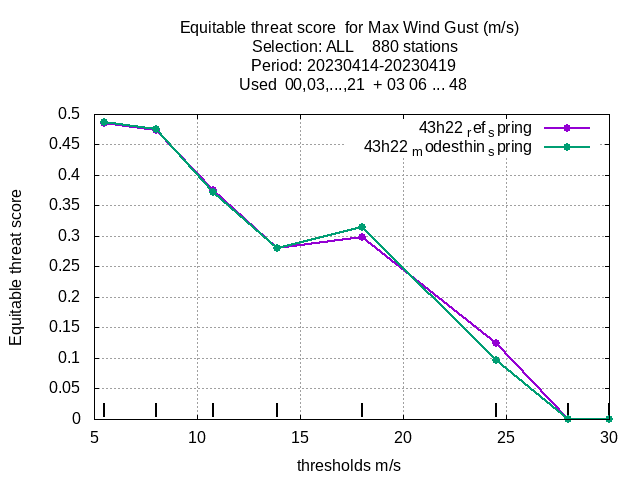 Equitable threat score  for Max Wind Gust (m/s)
Selection: ALL    880 stations
Period: 20230414-20230419
Used  00,03,...,21  + 03 06 ... 48
43h22 ref spring
43h22 modesthin spring
0.5
0.45
0.4
0.35
0.3
0.25
0.2
0.15
0.1
0.05
0
Equitable threat score
5 10 15 20 25 30
thresholds m/s